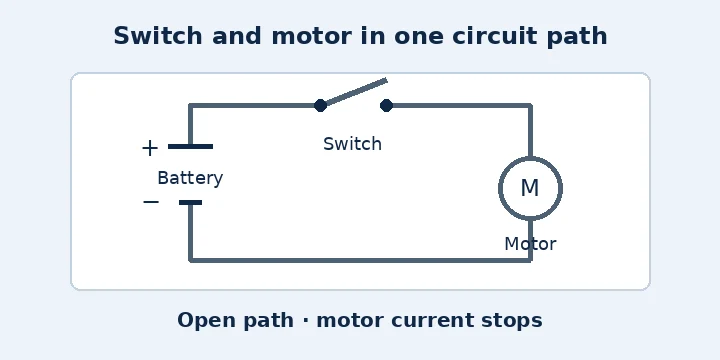 Switch and motor in one circuit path
Switch
+
Battery
−
M
Motor
Open path · motor current stops